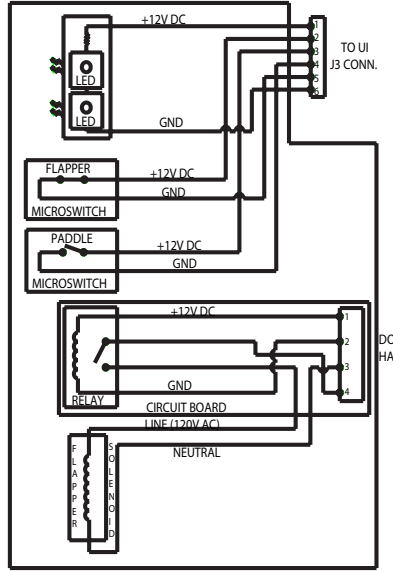 +12V DC
1
2
3
4
5
6
TO UI
J3 CONN.
LED
LED
GND
FLAPPER
+12V DC
GND
MICROSWITCH
PADDLE
+12V DC
GND
MICROSWITCH
+12V DC
1
2
3
4
DO
HA
GND
RELAY
CIRCUIT BOARD
LINE (120V AC)
NEUTRAL
FLAPPER
SOLENOID